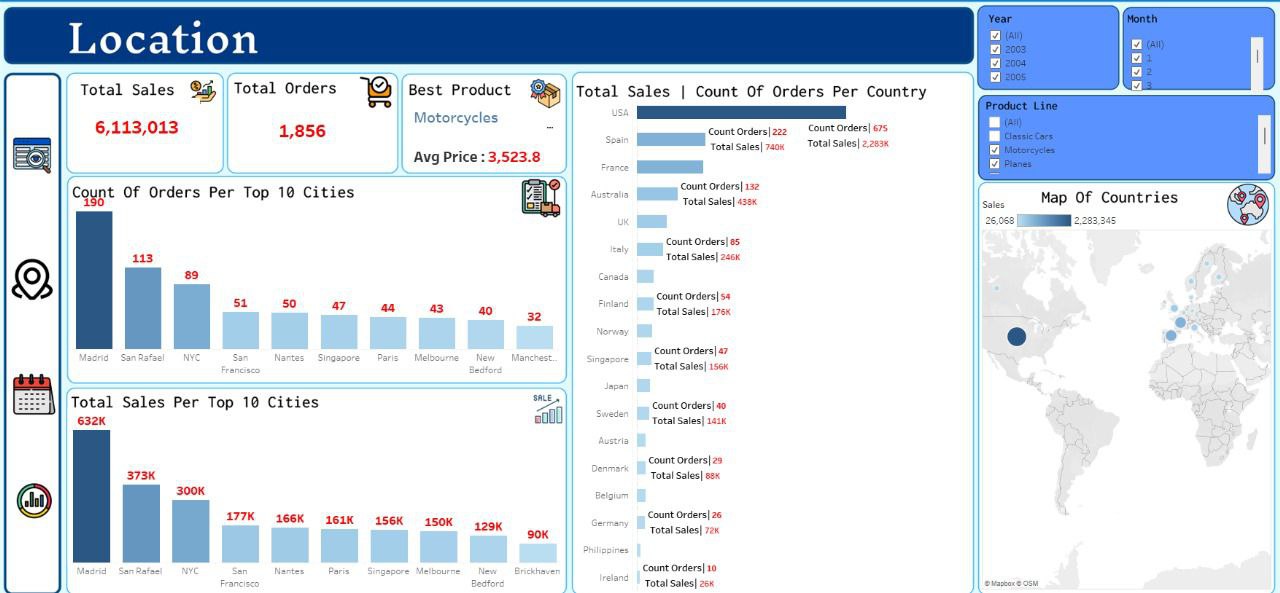 Location
Year
(All)
2003
2004
2005
Month
(All)
1
2
3
Product Line
(All)
Classic Cars
Motorcycles
Planes
Total Sales
6,113,013
Total Orders
1,856
Best Product
Motorcycles
...
Avg Price : 3,523.8
Count Of Orders Per Top 10 Cities
190
113
89
51
50
47
44
43
40
32
Madrid
San Rafael
NYC
San
Francisco
Nantes
Singapore
Paris
Melbourne
New
Bedford
Manchest..
Total Sales Per Top 10 Cities
SALE
632K
373K
300K
177K
166K
161K
156K
150K
129K
90K
Madrid
San Rafael
NYC
San
Francisco
Nantes
Paris
Singapore
Melbourne
New
Bedford
Brickhaven
Total Sales | Count Of Orders Per Country
USA
Count Orders| 675
Total Sales| 2,283K
Spain
Count Orders| 222
Total Sales| 740K
France
Australia
Count Orders| 132
Total Sales| 438K
UK
Italy
Count Orders| 85
Total Sales| 246K
Canada
Finland
Count Orders| 54
Total Sales| 176K
Norway
Singapore
Count Orders| 47
Total Sales| 156K
Japan
Sweden
Count Orders| 40
Total Sales| 141K
Austria
Denmark
Count Orders| 29
Total Sales| 88K
Belgium
Germany
Count Orders| 26
Total Sales| 72K
Philippines
Ireland
Count Orders| 10
Total Sales| 26K
Map Of Countries
Sales
26,068
2,283,345
© Mapbox © OSM